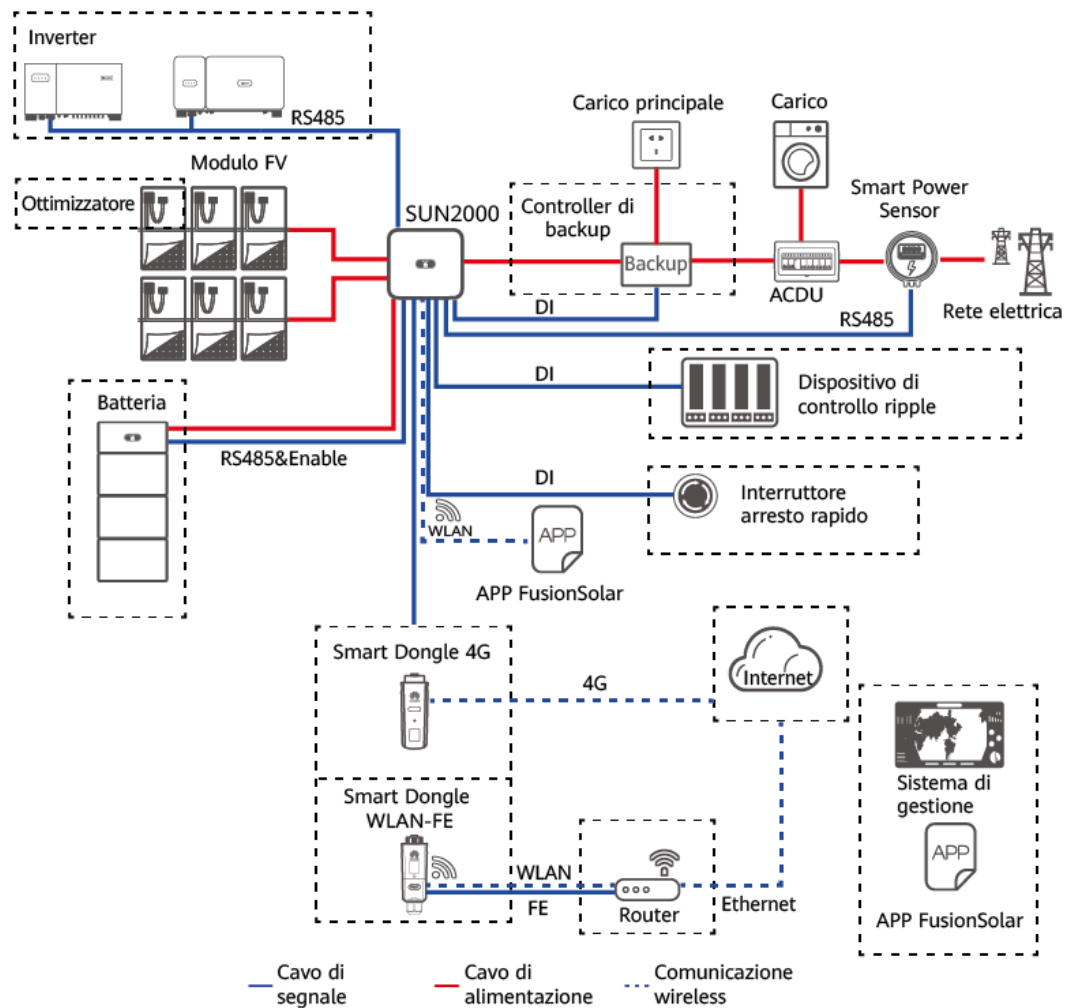 Inverter
RS485
Carico principale
Carico
Modulo FV
Ottimizzatore
SUN2000
Controller di
backup
Smart Power
Sensor
Backup
ACDU
DI
RS485
Rete elettrica
DI
Dispositivo di
controllo ripple
Batteria
RS485&Enable
DI
Interruttore
arresto rapido
WLAN
APP
APP FusionSolar
Smart Dongle 4G
4G
Internet
Sistema di
gestione
Smart Dongle
WLAN-FE
WLAN
FE
Router
Ethernet
APP
APP FusionSolar
Cavo di
segnale
Cavo di
alimentazione
Comunicazione
wireless